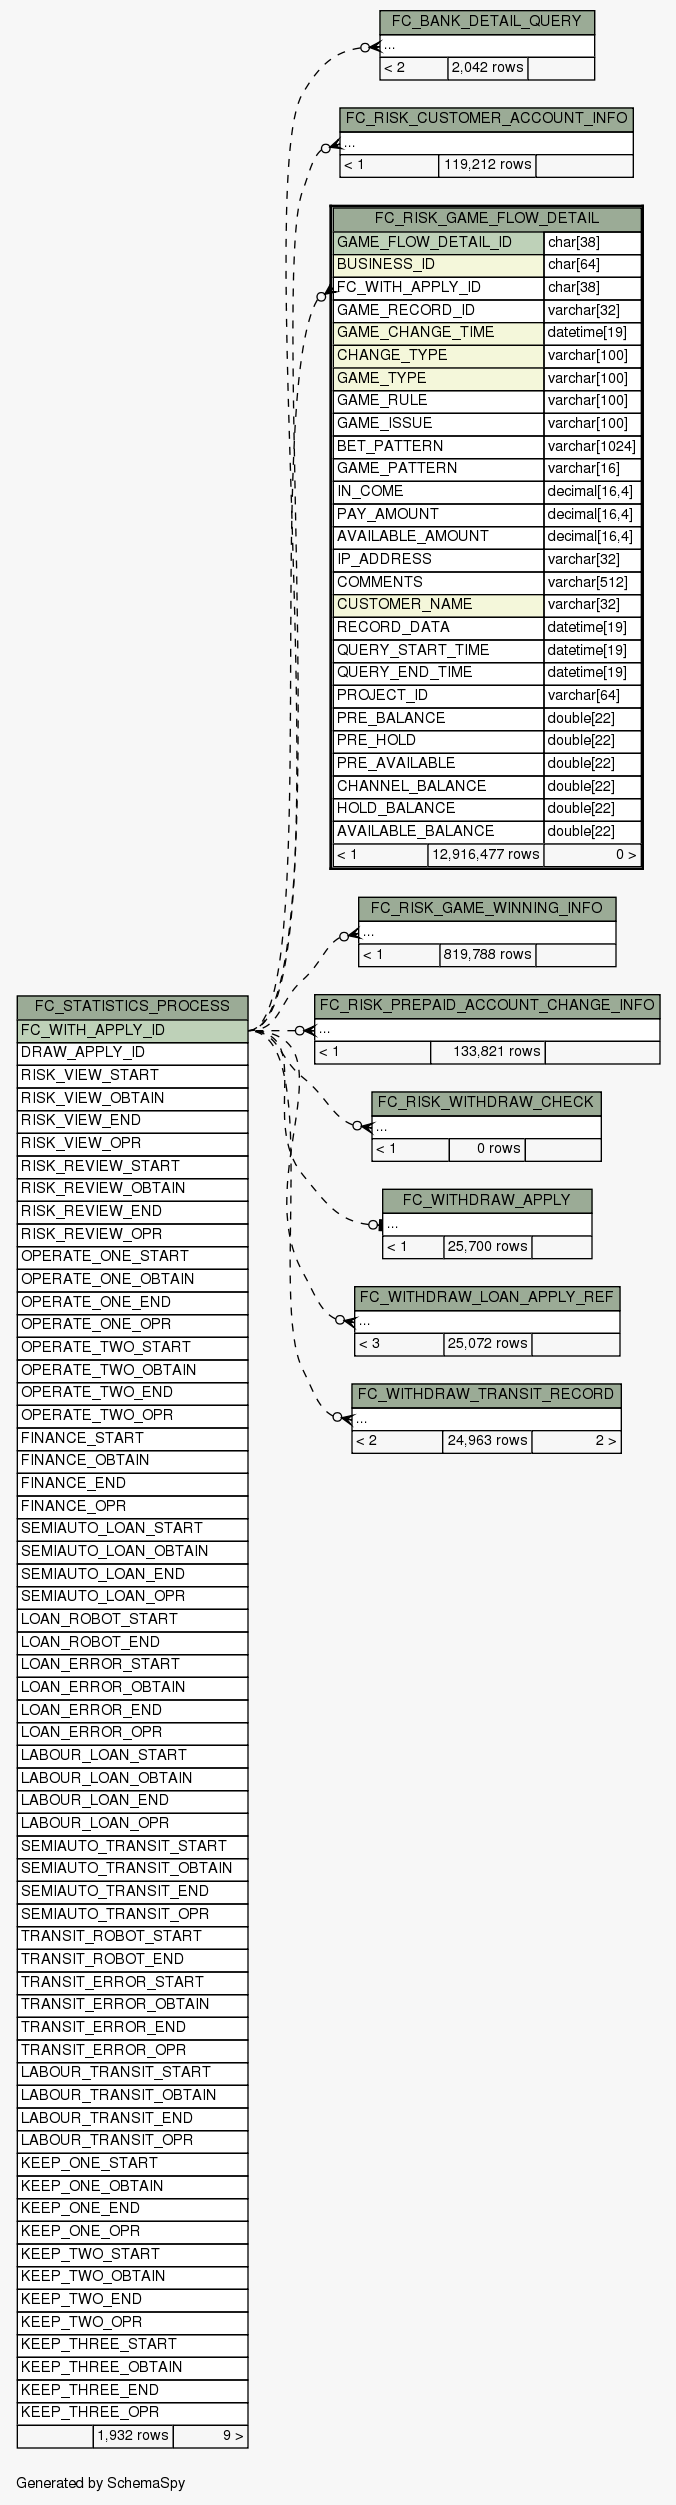 FC_BANK_DETAIL_QUERY
...
< 2 2,042 rows
FC_RISK_CUSTOMER_ACCOUNT_INFO
...
< 1 119,212 rows
FC_RISK_GAME_FLOW_DETAIL
GAME_FLOW_DETAIL_ID char[38]
BUSINESS_ID char[64]
FC_WITH_APPLY_ID char[38]
GAME_RECORD_ID varchar[32]
GAME_CHANGE_TIME datetime[19]
CHANGE_TYPE varchar[100]
GAME_TYPE varchar[100]
GAME_RULE varchar[100]
GAME_ISSUE varchar[100]
BET_PATTERN varchar[1024]
GAME_PATTERN varchar[16]
IN_COME decimal[16,4]
PAY_AMOUNT decimal[16,4]
AVAILABLE_AMOUNT decimal[16,4]
IP_ADDRESS varchar[32]
COMMENTS varchar[512]
CUSTOMER_NAME varchar[32]
RECORD_DATA datetime[19]
QUERY_START_TIME datetime[19]
QUERY_END_TIME datetime[19]
PROJECT_ID varchar[64]
PRE_BALANCE double[22]
PRE_HOLD double[22]
PRE_AVAILABLE double[22]
CHANNEL_BALANCE double[22]
HOLD_BALANCE double[22]
AVAILABLE_BALANCE double[22]
< 1 12,916,477 rows 0 >
FC_RISK_GAME_WINNING_INFO
...
< 1 819,788 rows
FC_RISK_PREPAID_ACCOUNT_CHANGE_INFO
...
< 1 133,821 rows
FC_RISK_WITHDRAW_CHECK
...
< 1 0 rows
FC_WITHDRAW_APPLY
...
< 1 25,700 rows
FC_WITHDRAW_LOAN_APPLY_REF
...
< 3 25,072 rows
FC_WITHDRAW_TRANSIT_RECORD
...
< 2 24,963 rows 2 >
FC_STATISTICS_PROCESS
FC_WITH_APPLY_ID
DRAW_APPLY_ID
RISK_VIEW_START
RISK_VIEW_OBTAIN
RISK_VIEW_END
RISK_VIEW_OPR
RISK_REVIEW_START
RISK_REVIEW_OBTAIN
RISK_REVIEW_END
RISK_REVIEW_OPR
OPERATE_ONE_START
OPERATE_ONE_OBTAIN
OPERATE_ONE_END
OPERATE_ONE_OPR
OPERATE_TWO_START
OPERATE_TWO_OBTAIN
OPERATE_TWO_END
OPERATE_TWO_OPR
FINANCE_START
FINANCE_OBTAIN
FINANCE_END
FINANCE_OPR
SEMIAUTO_LOAN_START
SEMIAUTO_LOAN_OBTAIN
SEMIAUTO_LOAN_END
SEMIAUTO_LOAN_OPR
LOAN_ROBOT_START
LOAN_ROBOT_END
LOAN_ERROR_START
LOAN_ERROR_OBTAIN
LOAN_ERROR_END
LOAN_ERROR_OPR
LABOUR_LOAN_START
LABOUR_LOAN_OBTAIN
LABOUR_LOAN_END
LABOUR_LOAN_OPR
SEMIAUTO_TRANSIT_START
SEMIAUTO_TRANSIT_OBTAIN
SEMIAUTO_TRANSIT_END
SEMIAUTO_TRANSIT_OPR
TRANSIT_ROBOT_START
TRANSIT_ROBOT_END
TRANSIT_ERROR_START
TRANSIT_ERROR_OBTAIN
TRANSIT_ERROR_END
TRANSIT_ERROR_OPR
LABOUR_TRANSIT_START
LABOUR_TRANSIT_OBTAIN
LABOUR_TRANSIT_END
LABOUR_TRANSIT_OPR
KEEP_ONE_START
KEEP_ONE_OBTAIN
KEEP_ONE_END
KEEP_ONE_OPR
KEEP_TWO_START
KEEP_TWO_OBTAIN
KEEP_TWO_END
KEEP_TWO_OPR
KEEP_THREE_START
KEEP_THREE_OBTAIN
KEEP_THREE_END
KEEP_THREE_OPR
1,932 rows 9 >
Generated by SchemaSpy